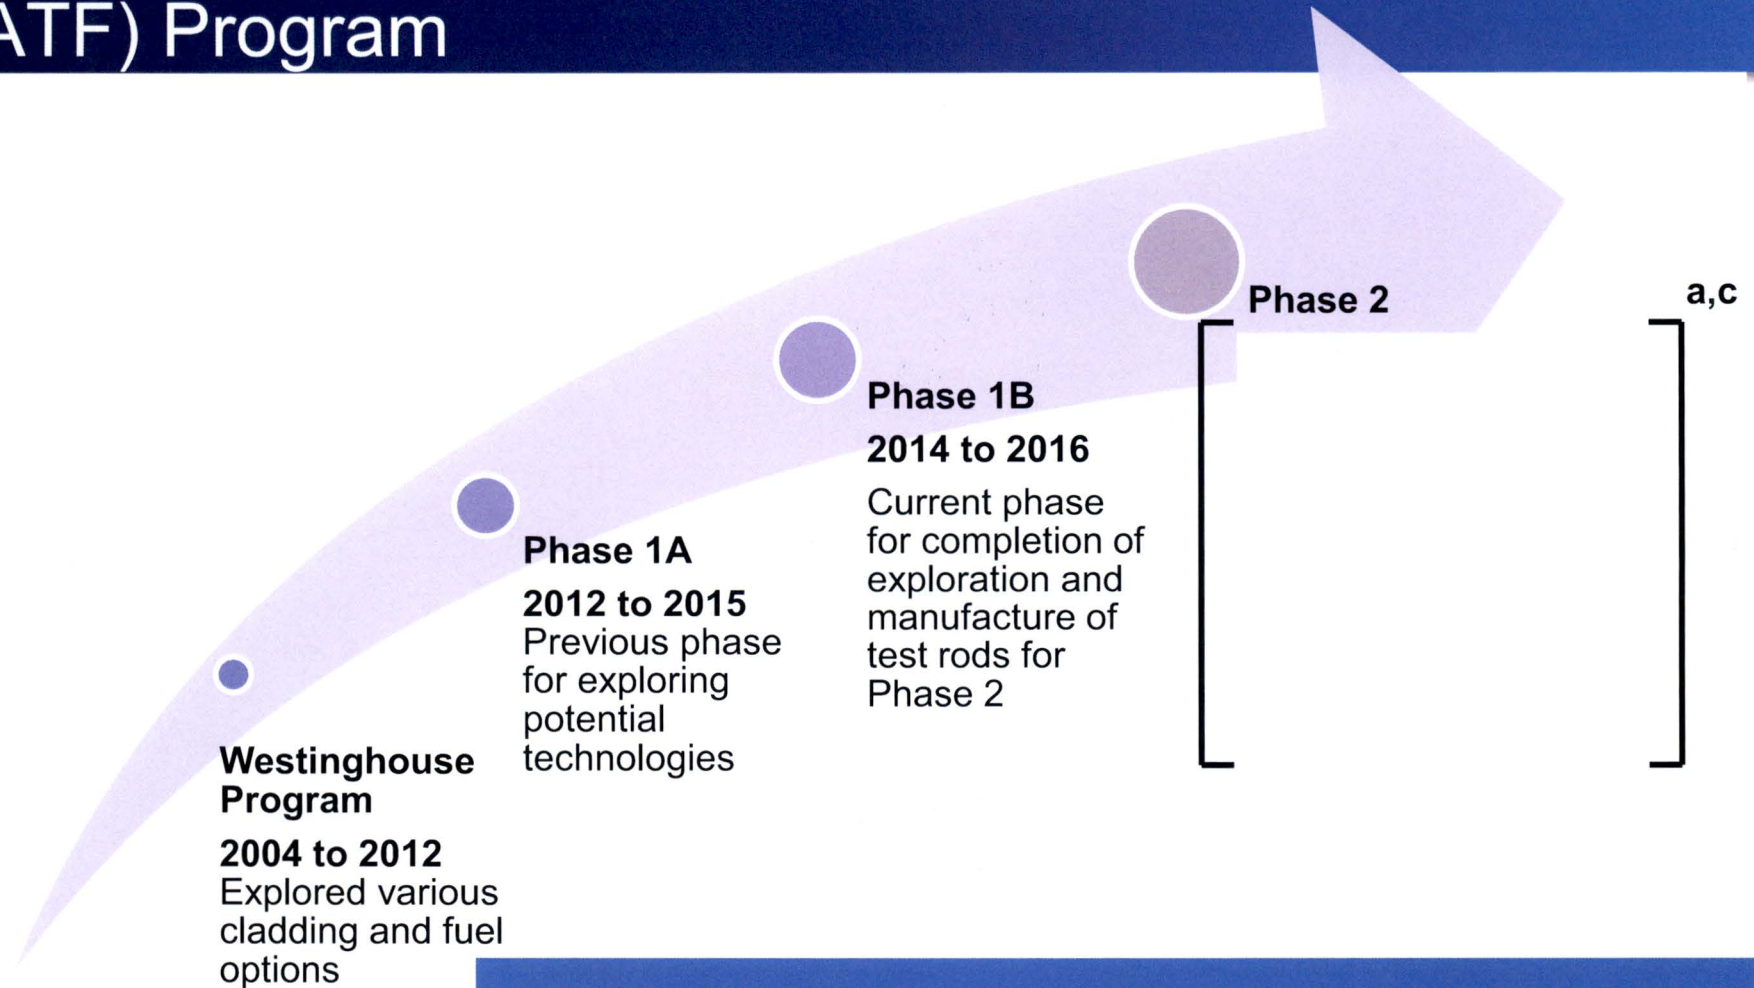 ATF) Program
Westinghouse
Program
2004 to 2012
Explored various
cladding and fuel
options
Phase 1A
2012 to 2015
Previous phase
for exploring
potential
technologies
Phase 1B
2014 to 2016
Current phase
for completion of
exploration and
manufacture of
test rods for
Phase 2
Phase 2
a,c